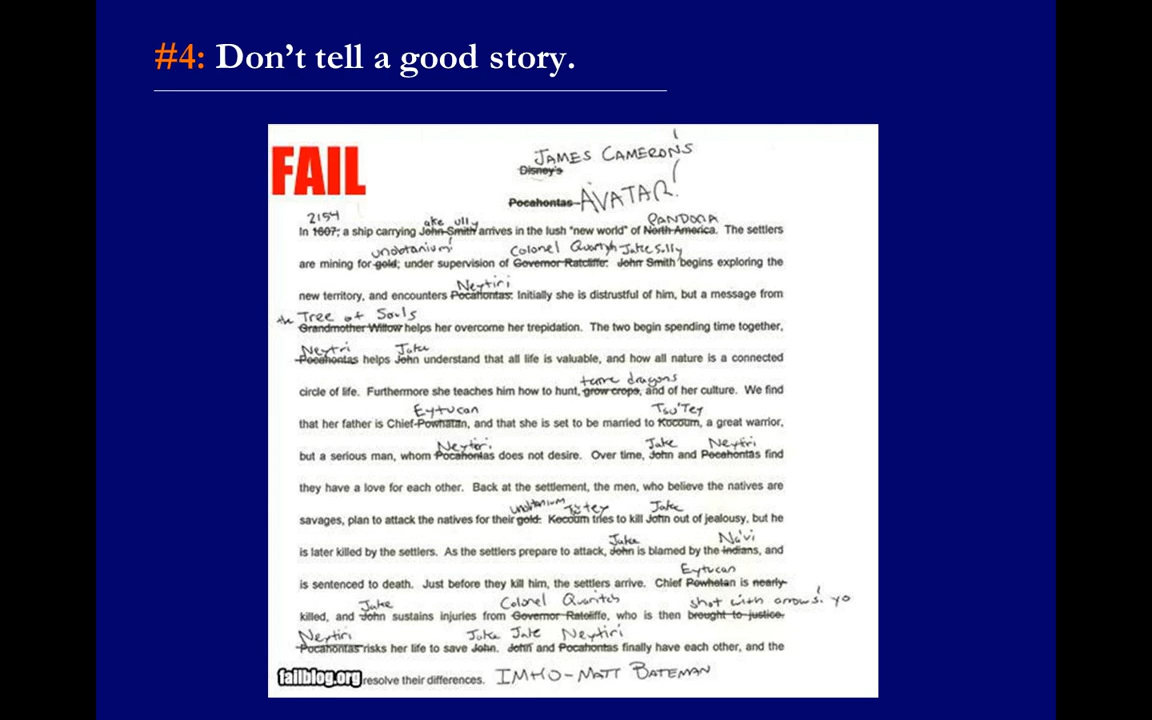 #4: Don't tell a good story.
FAIL
JAMES CAMERON'S
Disney's
Pocahontas AVATAR!
2154 ake ully PANDORA
In 1607, a ship carrying John Smith arrives in the lush "new world" of North America. The settlers
unobtanium! Colonel Quartch Jake Sully
are mining for gold; under supervision of Governor Ratcliffe. John Smith begins exploring the
Neytiri
new territory, and encounters Pocahontas. Initially she is distrustful of him, but a message from
the Tree of Souls
Grandmother Willow helps her overcome her trepidation. The two begin spending time together,
Neytri Jake
Pocahontas helps John understand that all life is valuable, and how all nature is a connected
tame dragons
circle of life. Furthermore she teaches him how to hunt, grow crops, and of her culture. We find
Eytucan Tsu'Tey
that her father is Chief Powhatan, and that she is set to be married to Kocoum, a great warrior,
Neyteri Jake Neytri
but a serious man, whom Pocahontas does not desire. Over time, John and Pocahontas find
they have a love for each other. Back at the settlement, the men, who believe the natives are
Jake
savages, plan to attack the natives for their gold. Kocoum tries to kill John out of jealousy, but he
Jake Na'vi
is later killed by the settlers. As the settlers prepare to attack, John is blamed by the Indians, and
Eytucan
is sentenced to death. Just before they kill him, the settlers arrive. Chief Powhatan is nearly
Jake Colonel Quaritch shot with arrows! yo
killed, and John sustains injuries from Governor Ratcliffe, who is then brought to justice.
Neytiri Jake Jake Neytiri
Pocahontas risks her life to save John. John and Pocahontas finally have each other, and the
failblog.org resolve their differences. IMHO-MATT BATEMAN